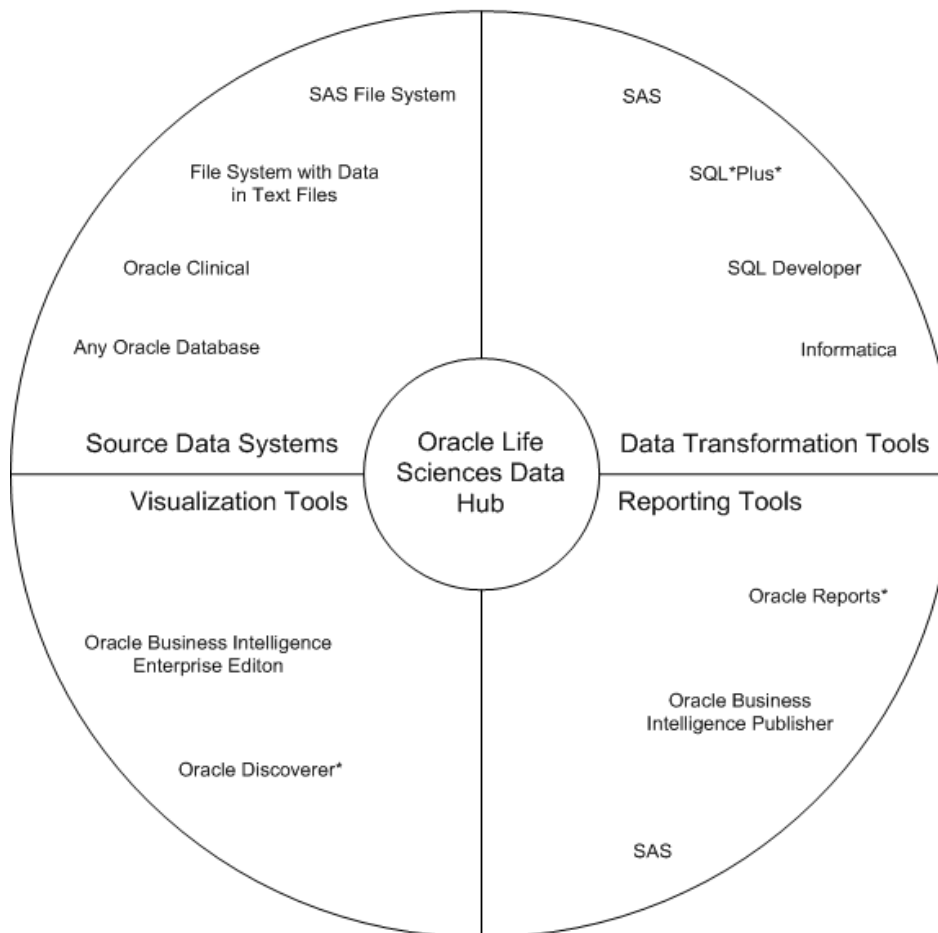 SAS File System
File System with Data
in Text Files
Oracle Clinical
Any Oracle Database
Source Data Systems
SAS
SQL*Plus*
SQL Developer
Informatica
Data Transformation Tools
Oracle Life
Sciences Data
Hub
Visualization Tools
Oracle Business Intelligence
Enterprise Editon
Oracle Discoverer*
Reporting Tools
Oracle Reports*
Oracle Business
Intelligence Publisher
SAS